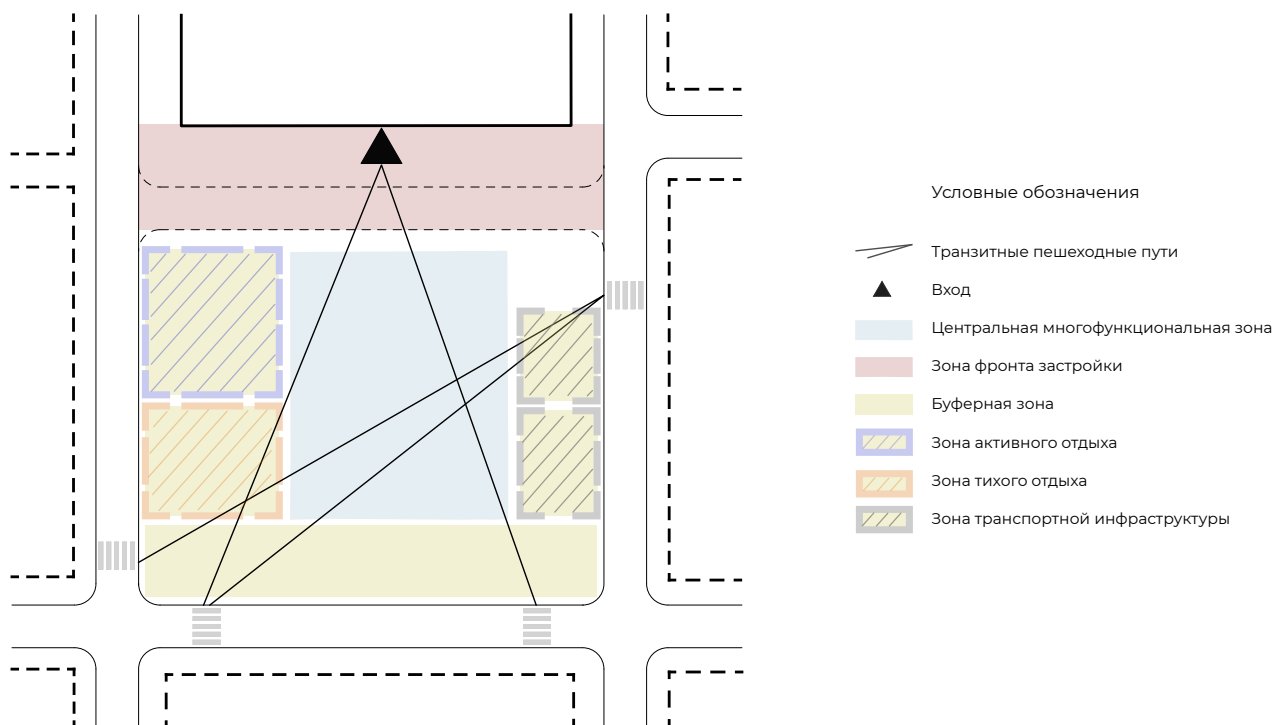 Условные обозначения
Транзитные пешеходные пути
Вход
Центральная многофункциональная зона
Зона фронта застройки
Буферная зона
Зона активного отдыха
Зона тихого отдыха
Зона транспортной инфраструктуры